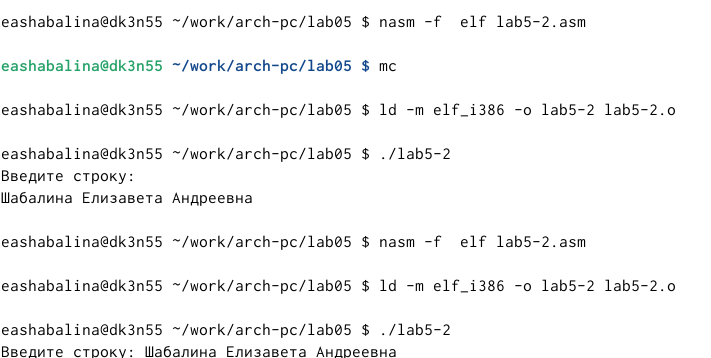 eashabalina@dk3n55 ~/work/arch-pc/lab05 $ nasm -f  elf lab5-2.asm
eashabalina@dk3n55 ~/work/arch-pc/lab05 $ mc
eashabalina@dk3n55 ~/work/arch-pc/lab05 $ ld -m elf_i386 -o lab5-2 lab5-2.o
eashabalina@dk3n55 ~/work/arch-pc/lab05 $ ./lab5-2
Введите строку:
Шабалина Елизавета Андреевна
eashabalina@dk3n55 ~/work/arch-pc/lab05 $ nasm -f  elf lab5-2.asm
eashabalina@dk3n55 ~/work/arch-pc/lab05 $ ld -m elf_i386 -o lab5-2 lab5-2.o
eashabalina@dk3n55 ~/work/arch-pc/lab05 $ ./lab5-2
Введите строку: Шабалина Елизавета Андреевна